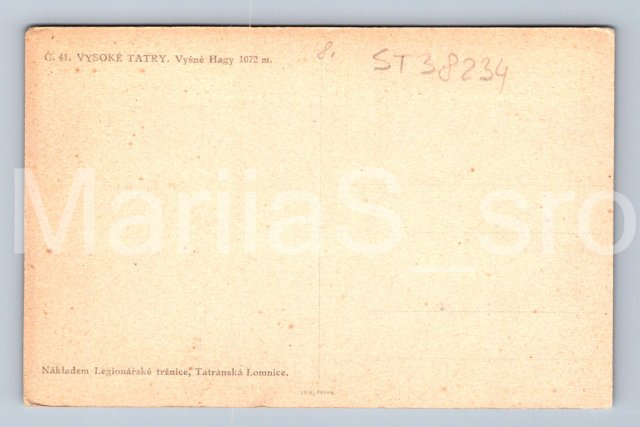 Č. 41. VYSOKÉ TATRY. Vyšné Hagy 1072 m.
8.
ST38234
MariiaS_sro
Nákladem Legionářské tržnice, Tatranská Lomnice.
UNIE, PRAHA.